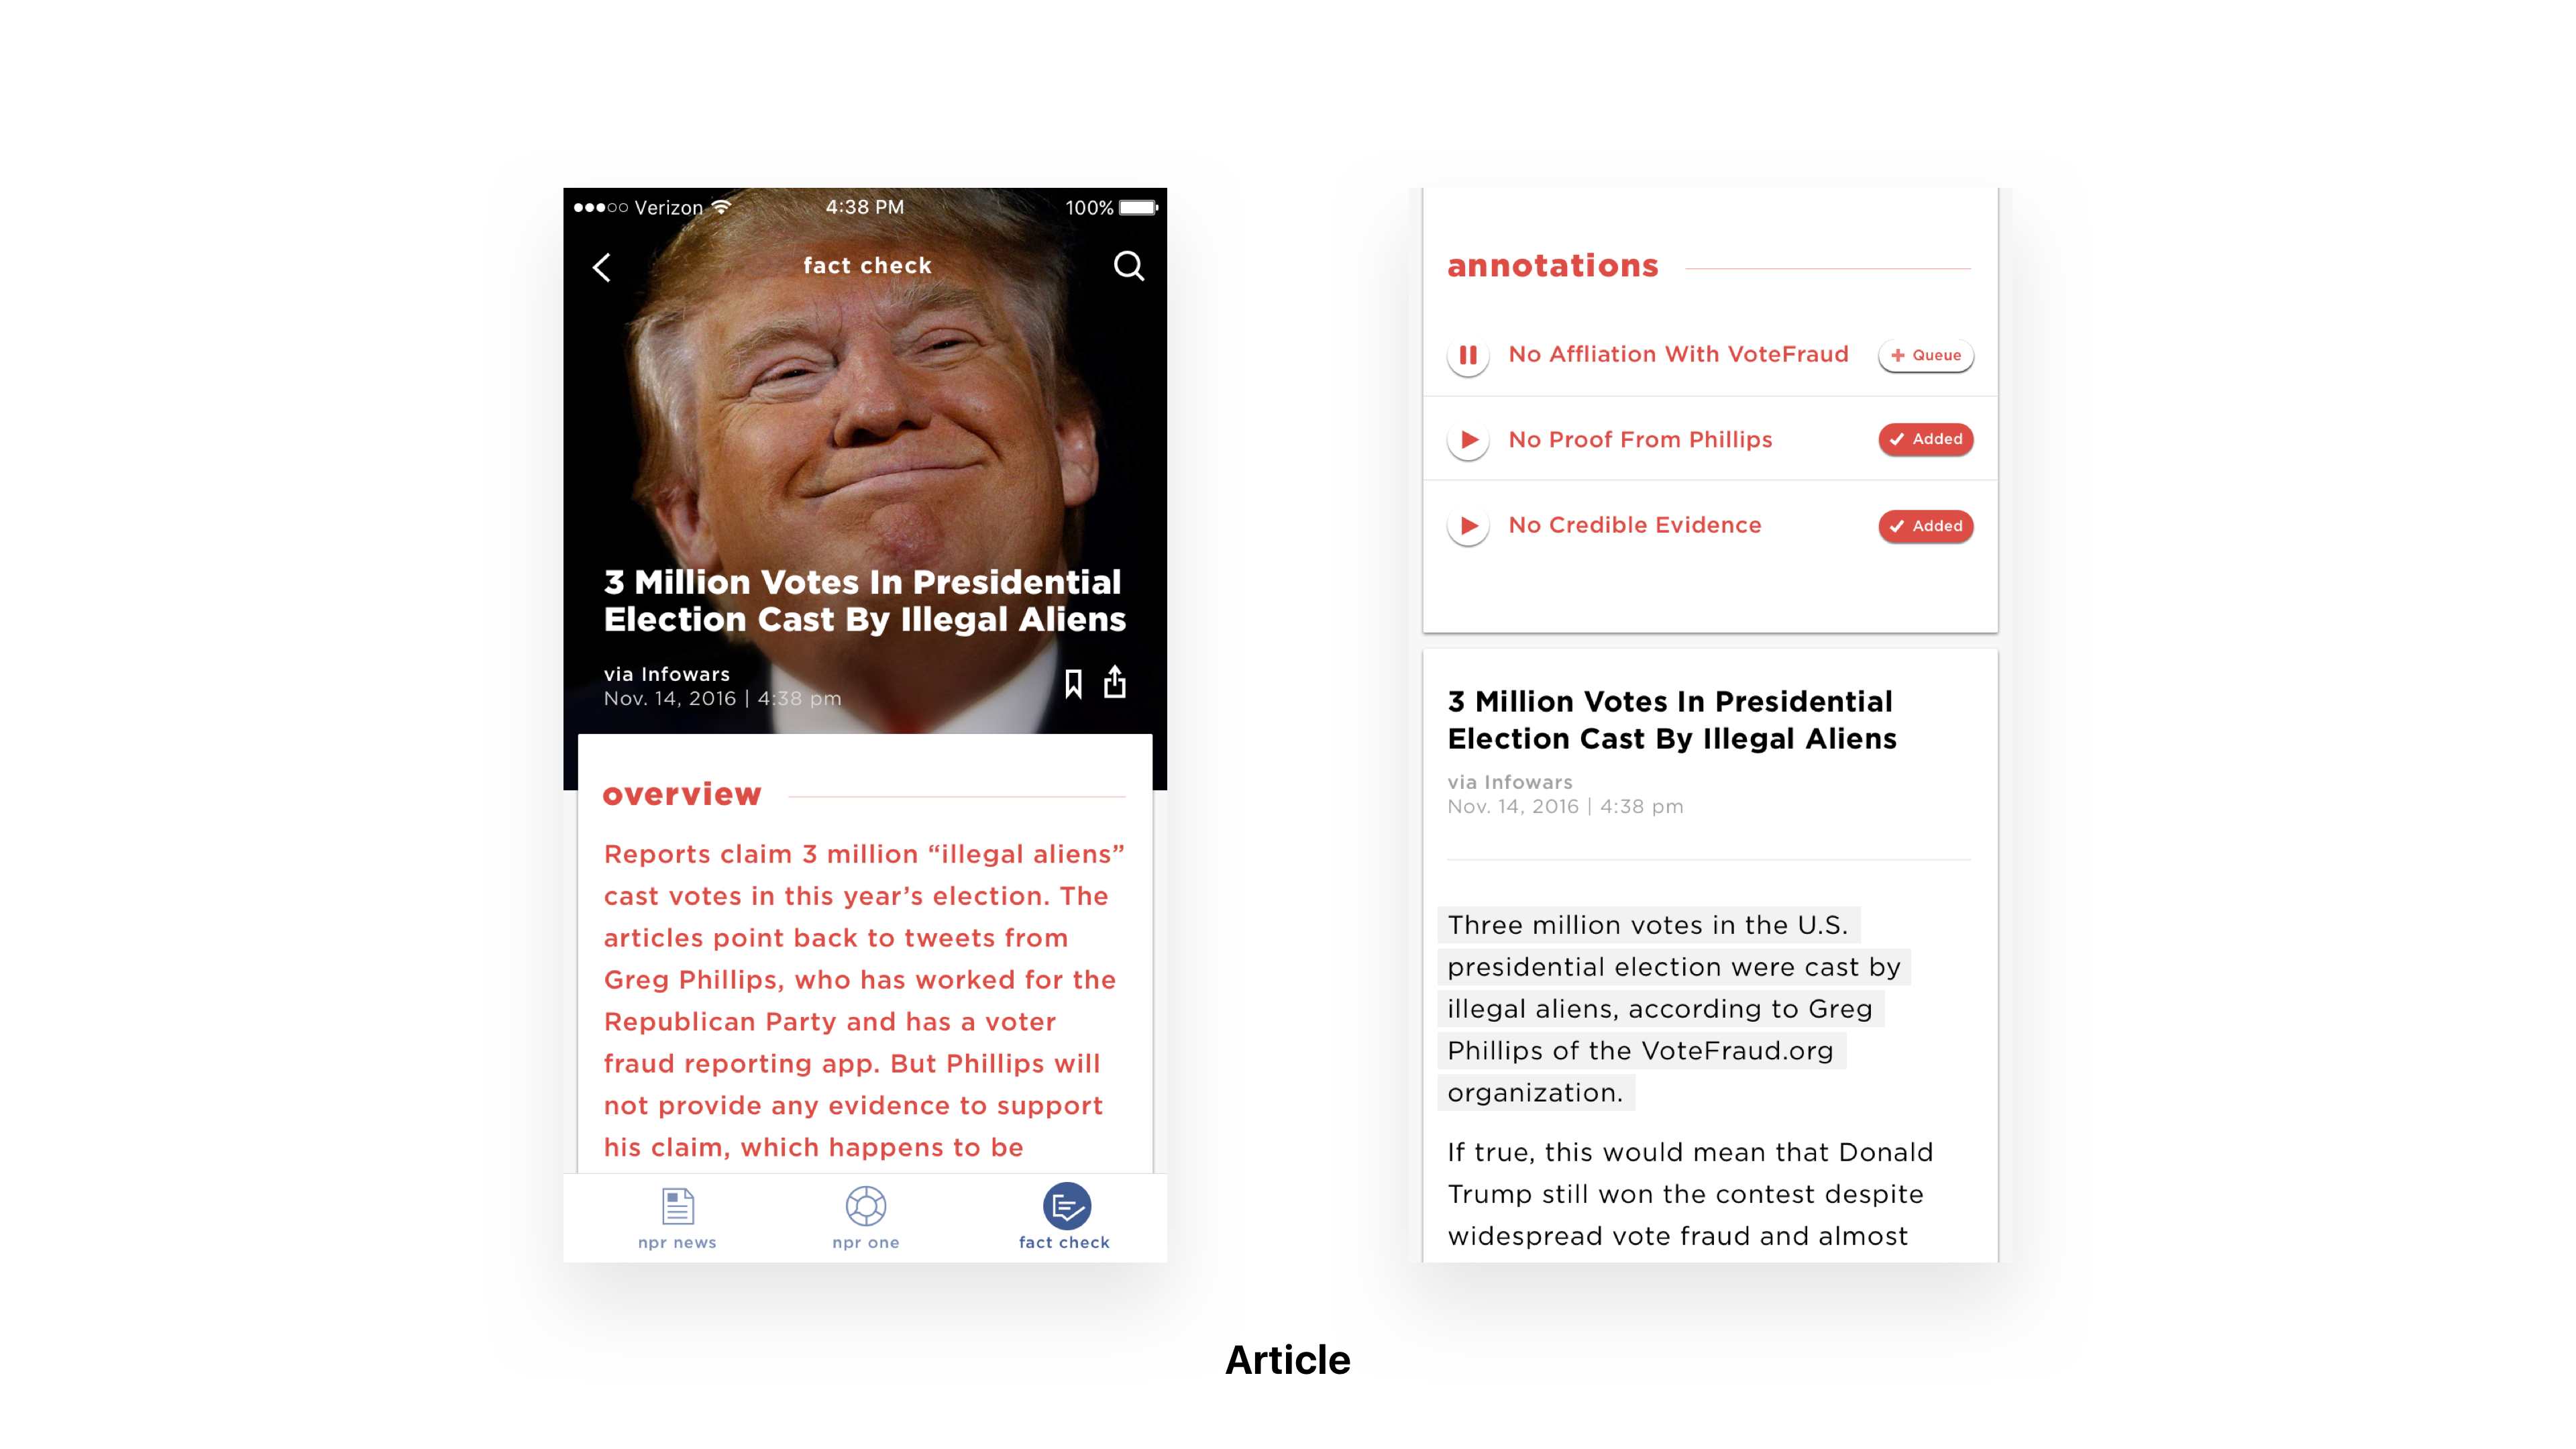 Verizon
4:38 PM
100%
fact check
3 Million Votes In Presidential
Election Cast By Illegal Aliens
via Infowars
Nov. 14, 2016 | 4:38 pm
overview
Reports claim 3 million “illegal aliens”
cast votes in this year’s election. The
articles point back to tweets from
Greg Phillips, who has worked for the
Republican Party and has a voter
fraud reporting app. But Phillips will
not provide any evidence to support
his claim, which happens to be
npr news
npr one
fact check
annotations
No Affliation With VoteFraud
+ Queue
No Proof From Phillips
Added
No Credible Evidence
Added
3 Million Votes In Presidential
Election Cast By Illegal Aliens
via Infowars
Nov. 14, 2016 | 4:38 pm
Three million votes in the U.S.
presidential election were cast by
illegal aliens, according to Greg
Phillips of the VoteFraud.org
organization.
If true, this would mean that Donald
Trump still won the contest despite
widespread vote fraud and almost
Article